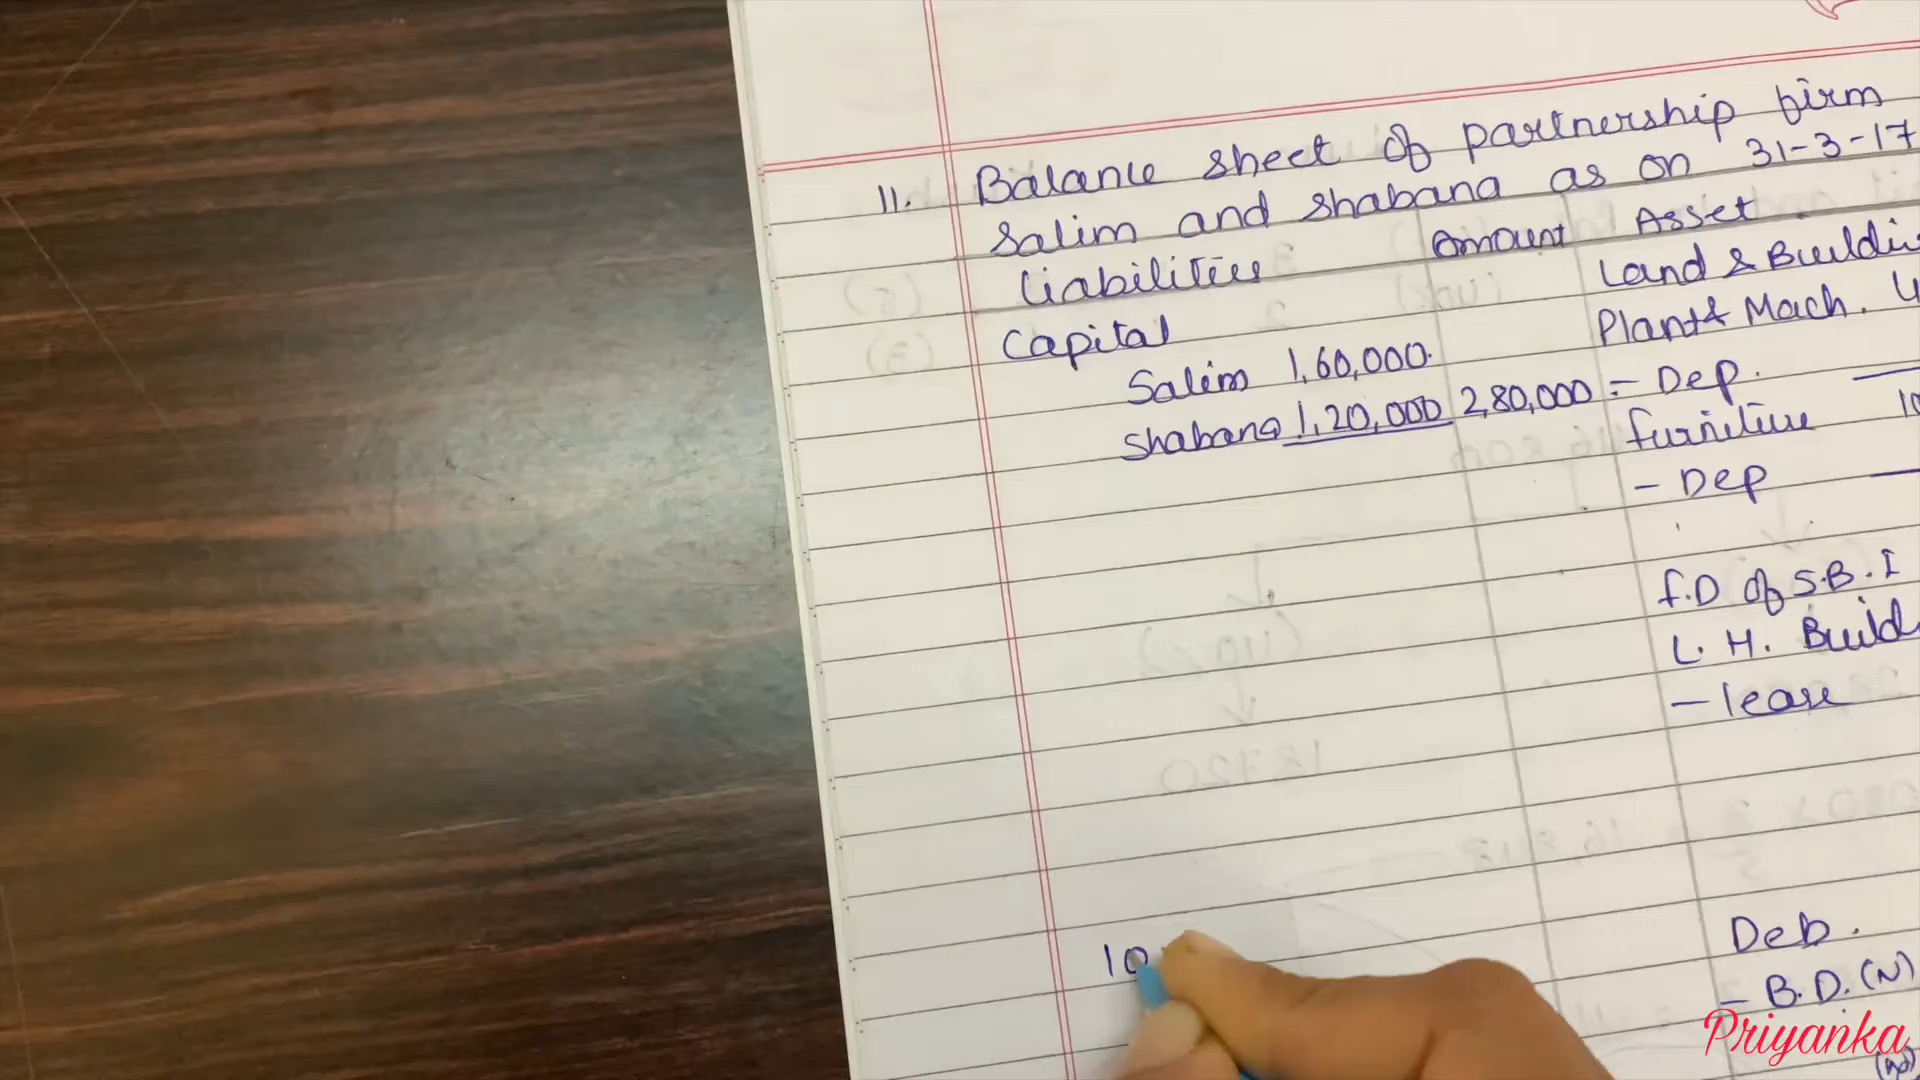 11. Balance sheet of partnership firm
Salim and Shabana as on 31-3-17
Liabilities Amount Asset
Land & Buildi
Capital Plant & Mach. 4
Salim 1,60,000. - Dep.
Shabana 1,20,000 2,80,000 furniture 10
- Dep
f.D of S.B.I
L. H. Build
- lease
10 Deb.
- B.D.(N)
Priyanka